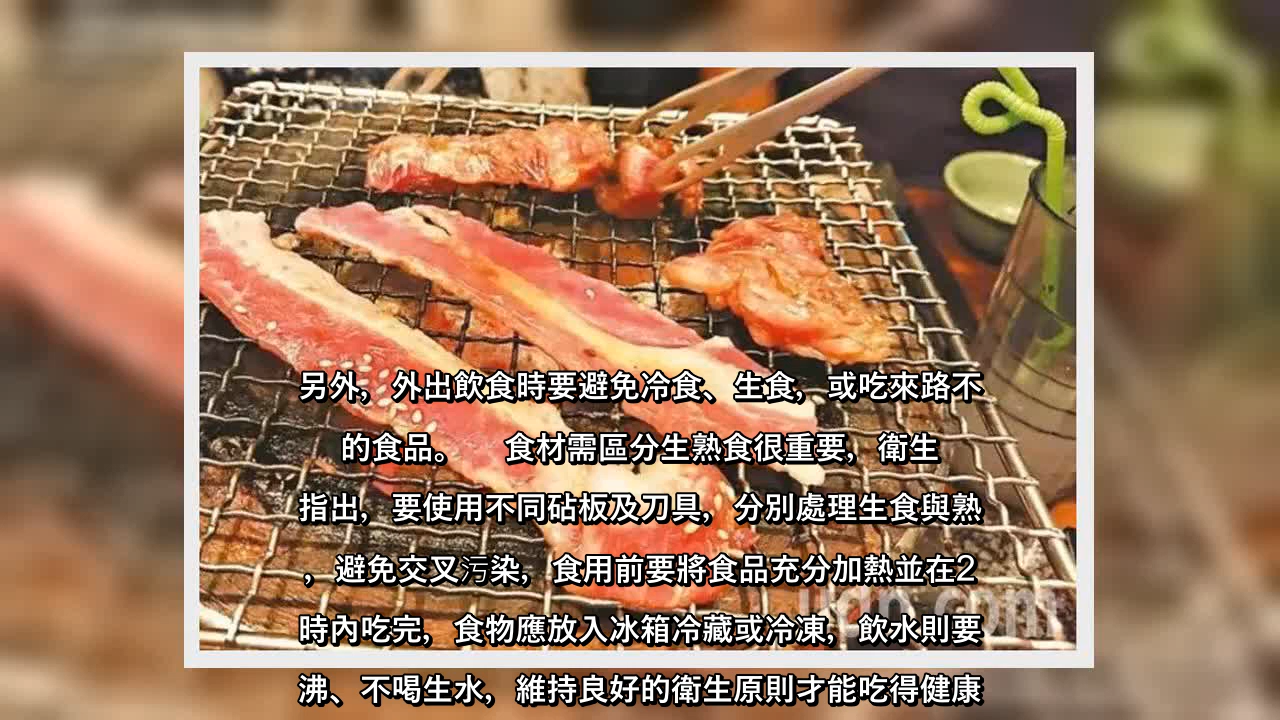 另外，外出飲食時要避免冷食、生食，或吃來路不
的食品。 食材需區分生熟食很重要，衛生
指出，要使用不同砧板及刀具，分別處理生食與熟
，避免交叉污染，食用前要將食品充分加熱並在2
時內吃完，食物應放入冰箱冷藏或冷凍，飲水則要
沸、不喝生水，維持良好的衛生原則才能吃得健康
udn.com